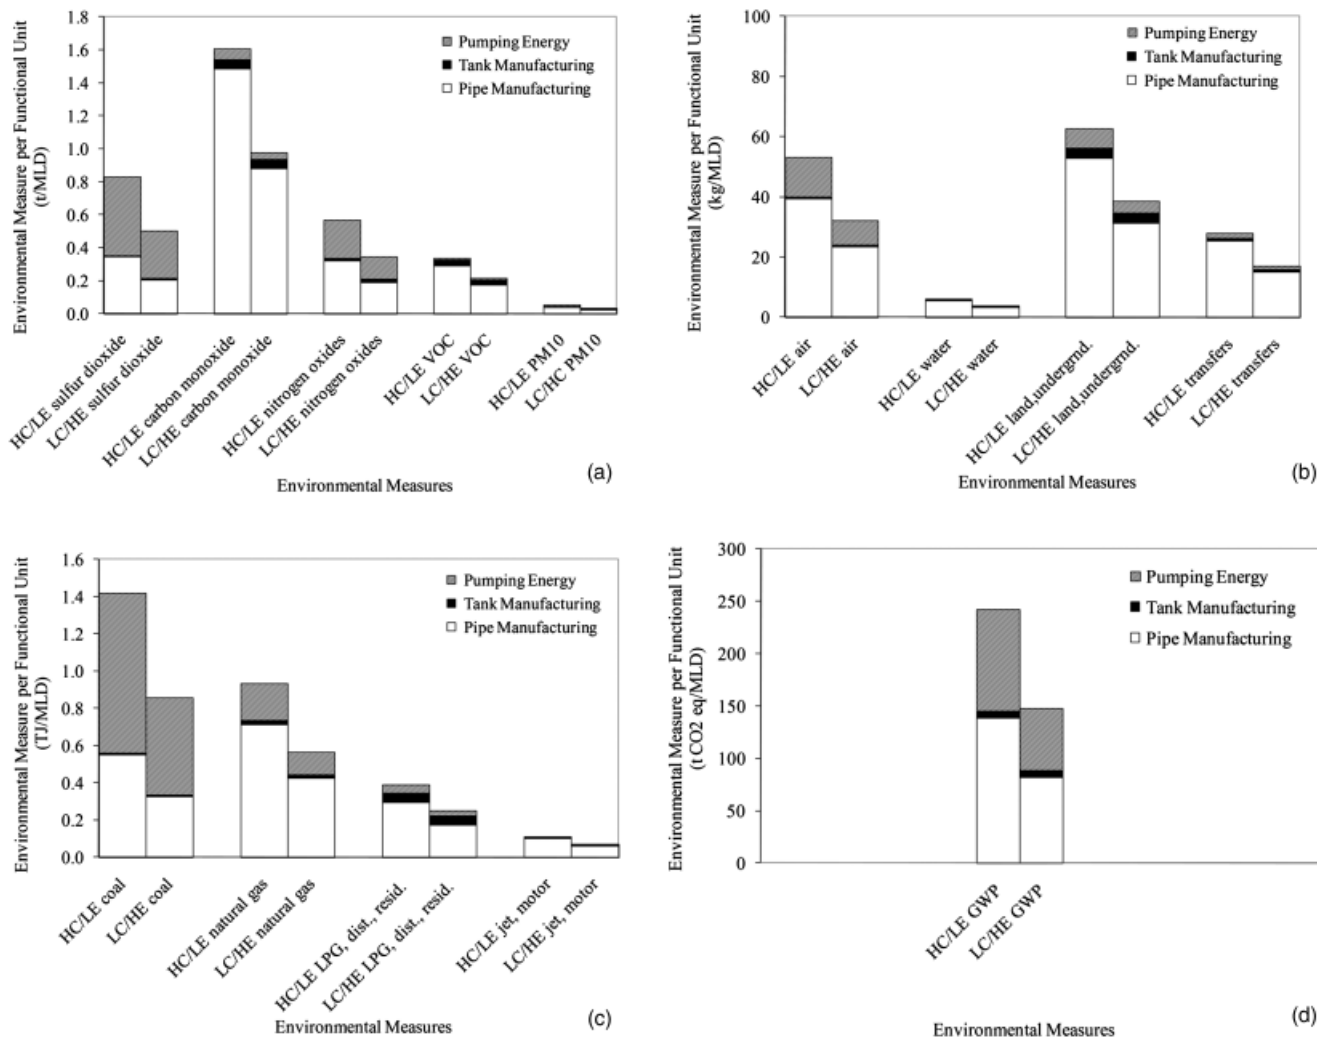 Environmental Measure per Functional Unit
(t/MLD)
1.8
1.6
1.4
1.2
1.0
0.8
0.6
0.4
0.2
0.0
Pumping Energy
Tank Manufacturing
Pipe Manufacturing
HC/LE sulfur dioxide
LC/HE sulfur dioxide
HC/LE carbon monoxide
LC/HE carbon monoxide
HC/LE nitrogen oxides
LC/HE nitrogen oxides
HC/LE VOC
LC/HE VOC
HC/LE PM10
LC/HC PM10
Environmental Measures
(a)
Environmental Measure per Functional Unit
(kg/MLD)
100
80
60
40
20
0
Pumping Energy
Tank Manufacturing
Pipe Manufacturing
HC/LE air
LC/HE air
HC/LE water
LC/HE water
HC/LE land,undergrnd.
LC/HE land,undergrnd.
HC/LE transfers
LC/HE transfers
Environmental Measures
(b)
Environmental Measure per Functional Unit
(TJ/MLD)
1.6
1.4
1.2
1.0
0.8
0.6
0.4
0.2
0.0
Pumping Energy
Tank Manufacturing
Pipe Manufacturing
HC/LE coal
LC/HE coal
HC/LE natural gas
LC/HE natural gas
HC/LE LPG, dist., resid.
LC/HE LPG, dist., resid.
HC/LE jet, motor
LC/HE jet, motor
Environmental Measures
(c)
Environmental Measure per Functional Unit
(t CO2 eq/MLD)
300
250
200
150
100
50
0
Pumping Energy
Tank Manufacturing
Pipe Manufacturing
HC/LE GWP
LC/HE GWP
Environmental Measures
(d)